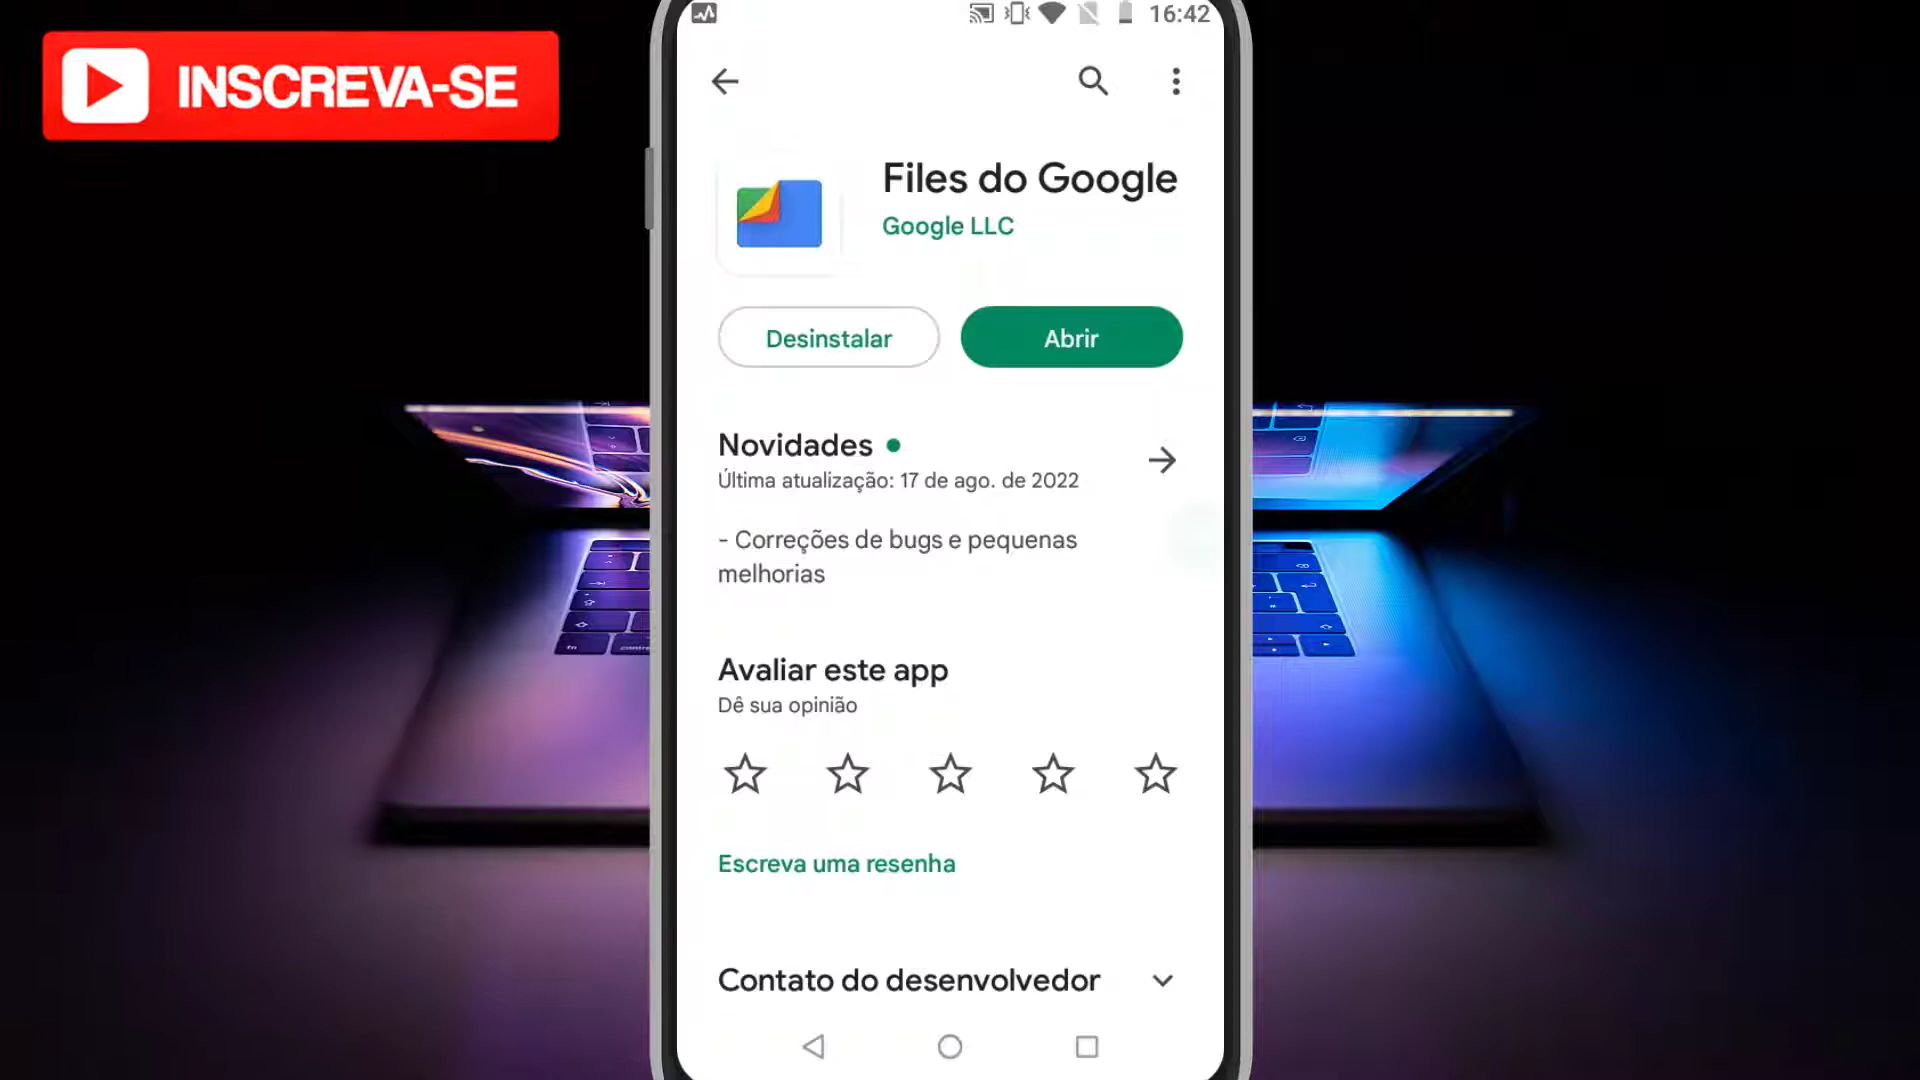 INSCREVA-SE
16:42
Files do Google
Google LLC
Desinstalar
Abrir
Novidades
Última atualização: 17 de ago. de 2022
- Correções de bugs e pequenas
melhorias
Avaliar este app
Dê sua opinião
Escreva uma resenha
Contato do desenvolvedor
fn